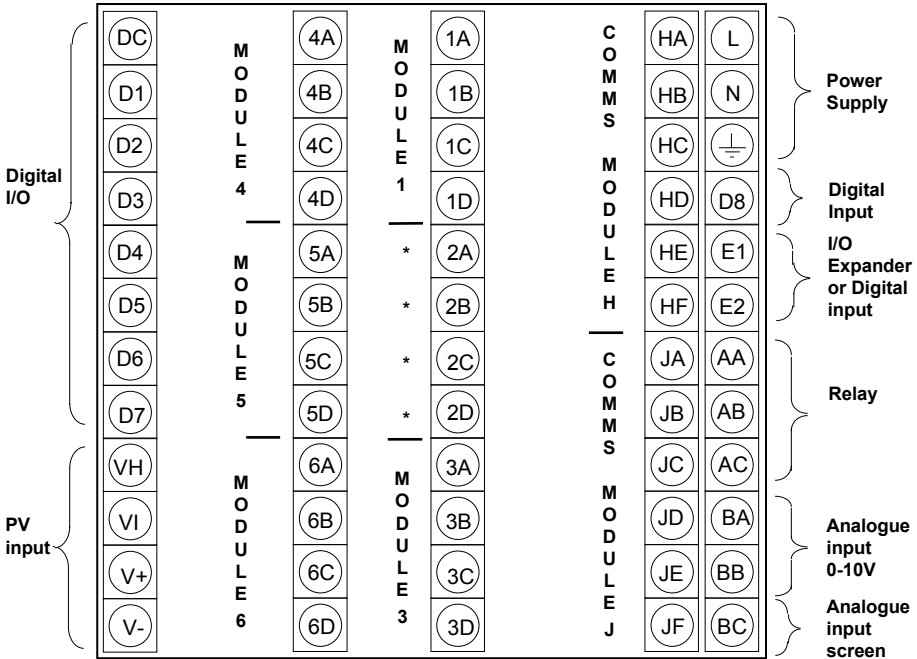 Digital
I/O
PV
input
DC
D1
D2
D3
D4
D5
D6
D7
VH
VI
V+
V-
MODULE 4
MODULE 5
MODULE 6
4A
4B
4C
4D
5A
5B
5C
5D
6A
6B
6C
6D
MODULE 1
*
*
*
*
MODULE 3
1A
1B
1C
1D
2A
2B
2C
2D
3A
3B
3C
3D
COMMS MODULE H
COMMS MODULE J
HA
HB
HC
HD
HE
HF
JA
JB
JC
JD
JE
JF
L
N
D8
E1
E2
AA
AB
AC
BA
BB
BC
Power
Supply
Digital
Input
I/O
Expander
or Digital
input
Relay
Analogue
input
0-10V
Analogue
input
screen